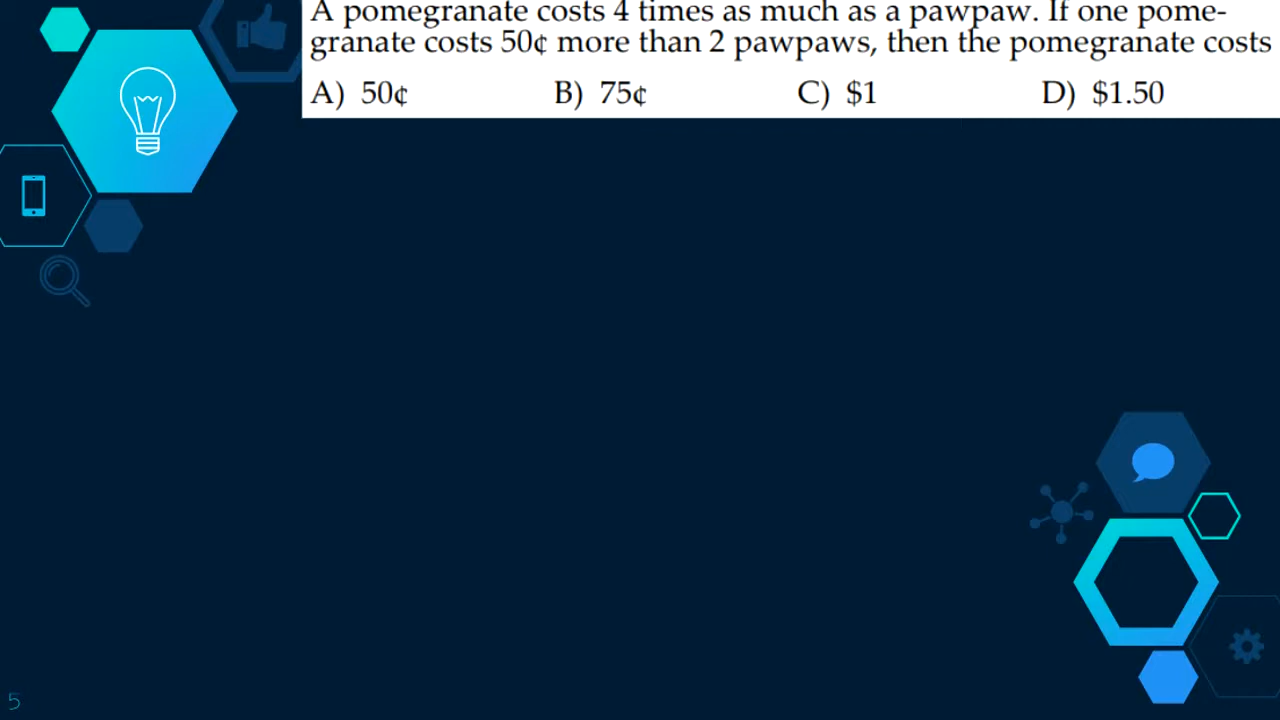 A pomegranate costs 4 times as much as a pawpaw. If one pome-
granate costs 50¢ more than 2 pawpaws, then the pomegranate costs
A) 50¢ B) 75¢ C) $1 D) $1.50
5